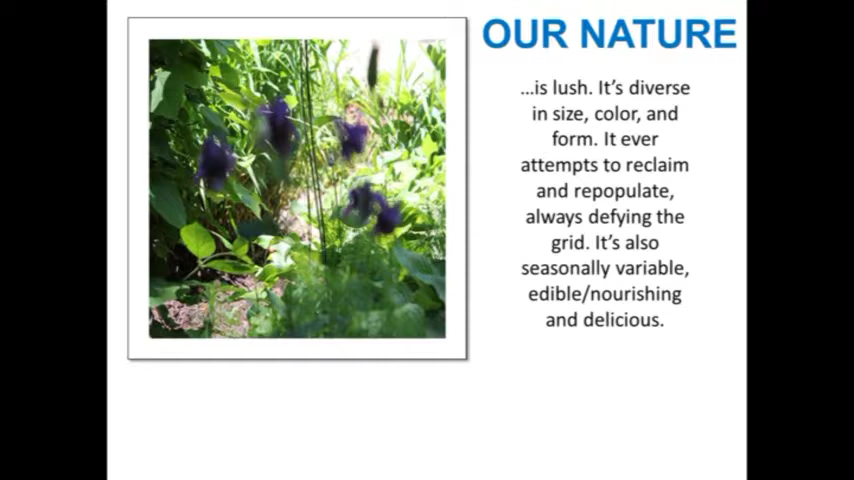 OUR NATURE
…is lush. It’s diverse
in size, color, and
form. It ever
attempts to reclaim
and repopulate,
always defying the
grid. It’s also
seasonally variable,
edible/nourishing
and delicious.